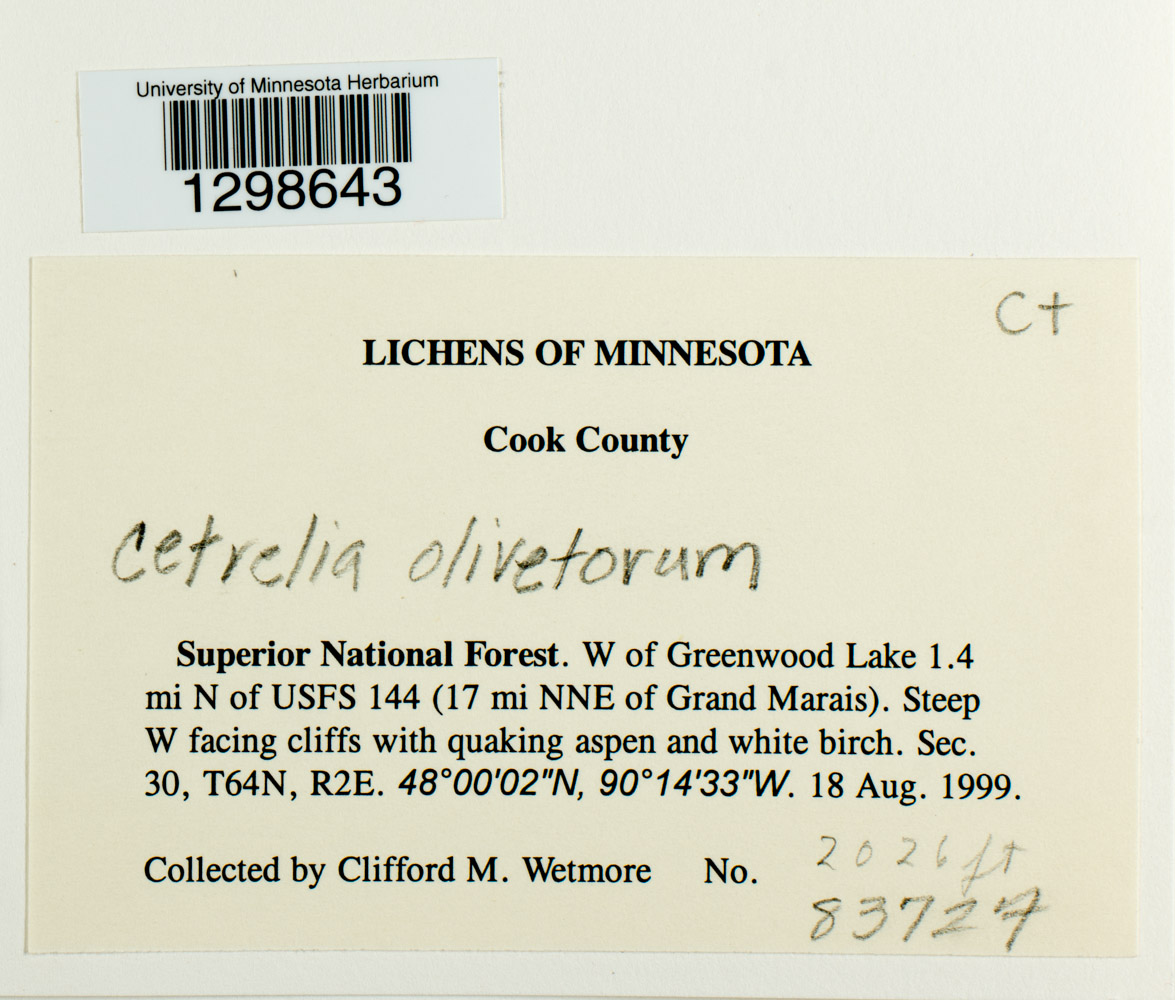 University of Minnesota Herbarium
1298643
C+
LICHENS OF MINNESOTA
Cook County
Cetrelia olivetorum
Superior National Forest. W of Greenwood Lake 1.4
mi N of USFS 144 (17 mi NNE of Grand Marais). Steep
W facing cliffs with quaking aspen and white birch. Sec.
30, T64N, R2E. 48°00'02"N, 90°14'33"W. 18 Aug. 1999.
2026 ft
Collected by Clifford M. Wetmore No.